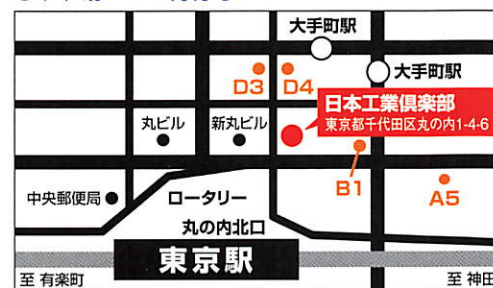 大手町駅
大手町駅
D3
D4
日本工業倶楽部
東京都千代田区丸の内1-4-6
丸ビル
新丸ビル
B1
A5
中央郵便局
ロータリー
丸の内北口
東京駅
至 有楽町
至 神田